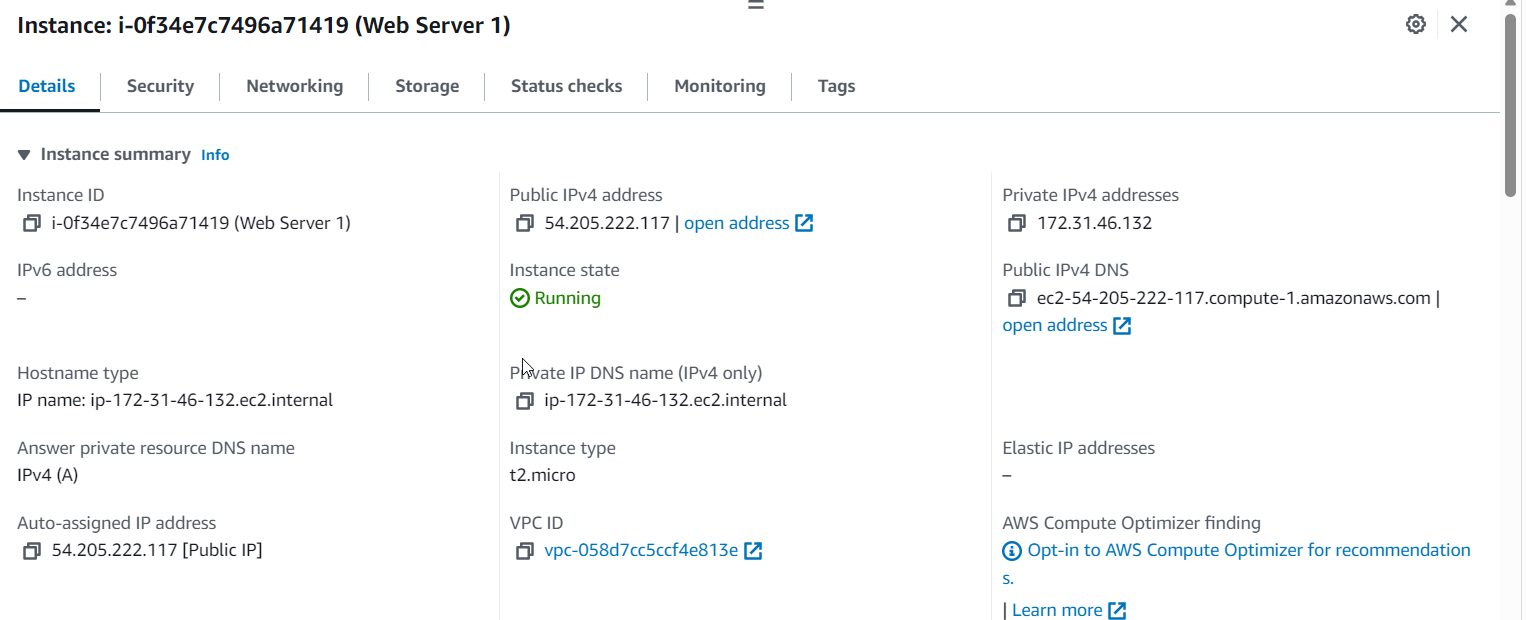 Instance: i-0f34e7c7496a71419 (Web Server 1)
Details Security Networking Storage Status checks Monitoring Tags
Instance summary Info
Instance ID
i-0f34e7c7496a71419 (Web Server 1)
Public IPv4 address
54.205.222.117 | open address
Private IPv4 addresses
172.31.46.132
IPv6 address
–
Instance state
Running
Public IPv4 DNS
ec2-54-205-222-117.compute-1.amazonaws.com |
open address
Hostname type
IP name: ip-172-31-46-132.ec2.internal
Private IP DNS name (IPv4 only)
ip-172-31-46-132.ec2.internal
Answer private resource DNS name
IPv4 (A)
Instance type
t2.micro
Elastic IP addresses
–
Auto-assigned IP address
54.205.222.117 [Public IP]
VPC ID
vpc-058d7cc5ccf4e813e
AWS Compute Optimizer finding
Opt-in to AWS Compute Optimizer for recommendation
s.
| Learn more